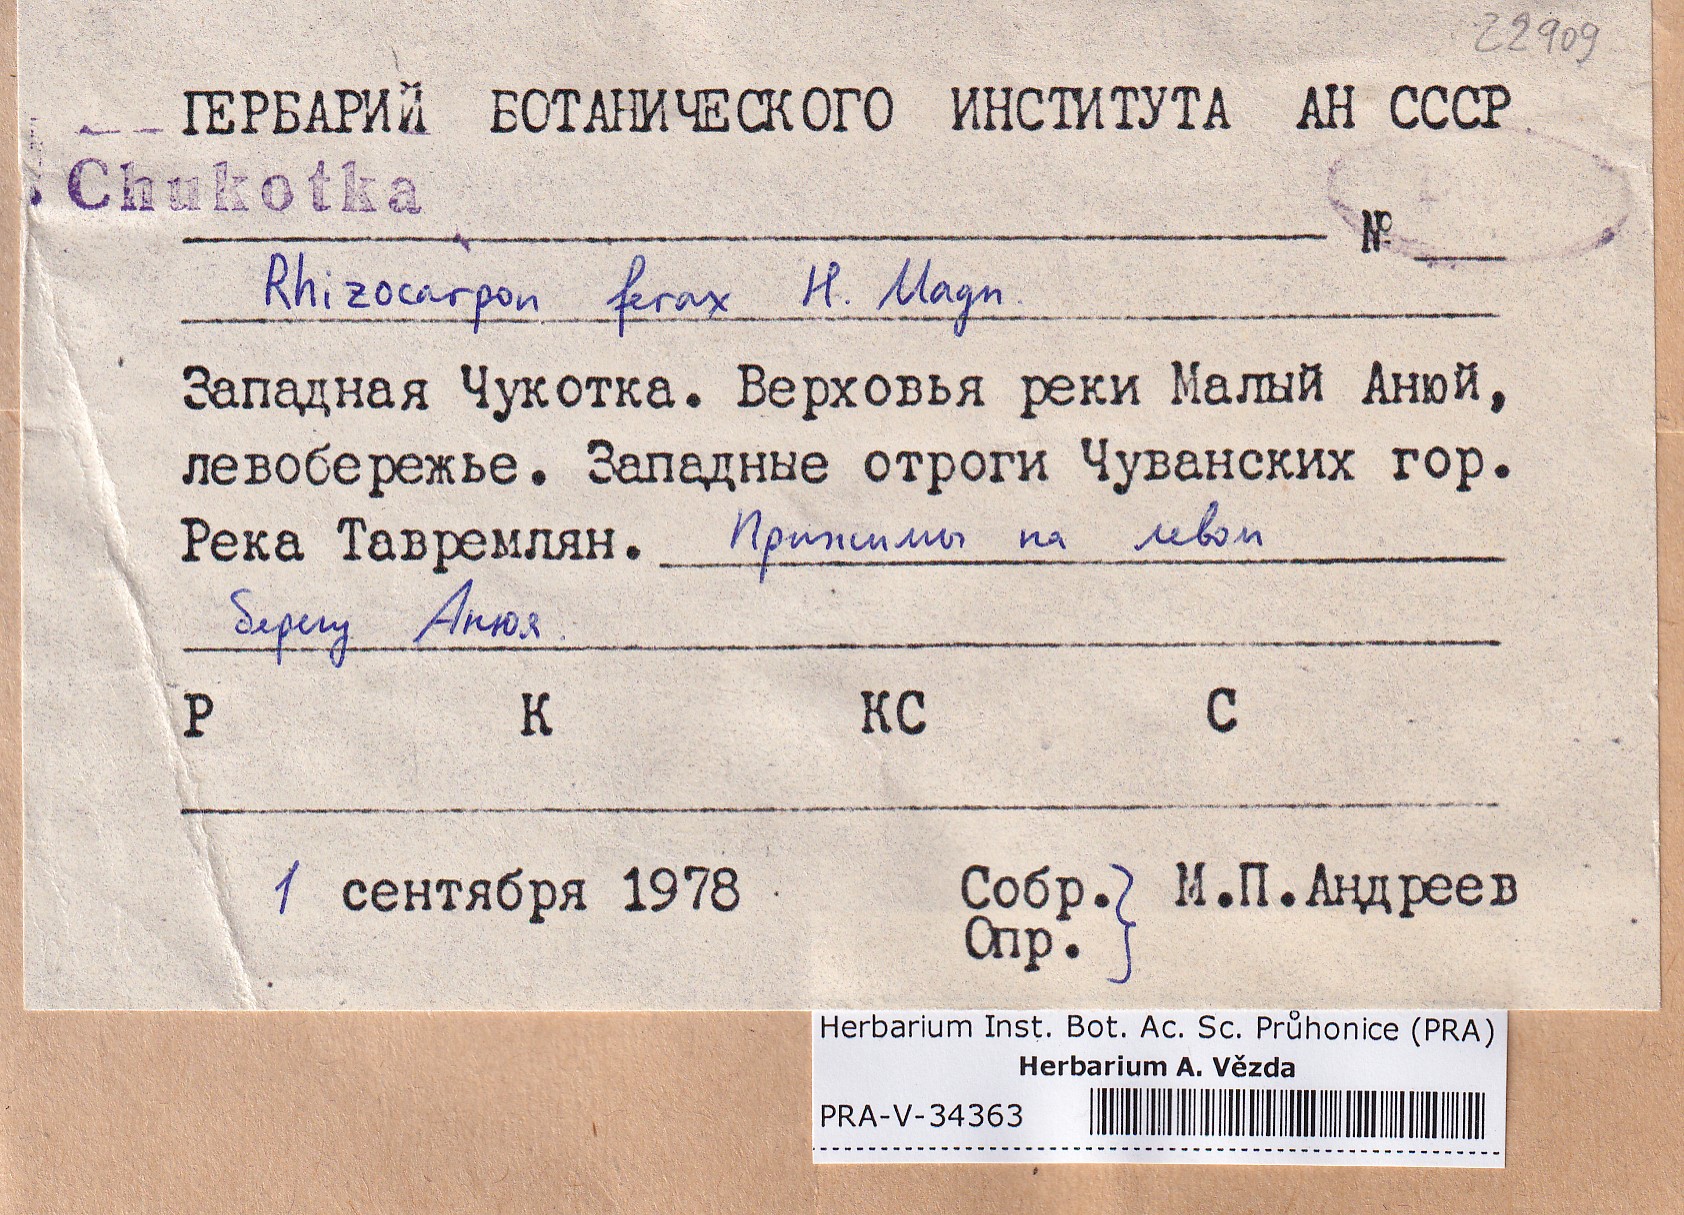 22909
ГЕРБАРИЙ БОТАНИЧЕСКОГО ИНСТИТУТА АН СССР
Chukotka
№
Rhizocarpon ferax H. Magn.
Западная Чукотка. Верховья реки Малый Анюй,
левобережье. Западные отроги Чуванских гор.
Река Тавремлян. Прижимы на левом
берегу Анюя.
Р К КС С
1 сентября 1978 Собр. } М.П.Андреев
Опр.
Herbarium Inst. Bot. Ac. Sc. Průhonice (PRA)
Herbarium A. Vězda
PRA-V-34363